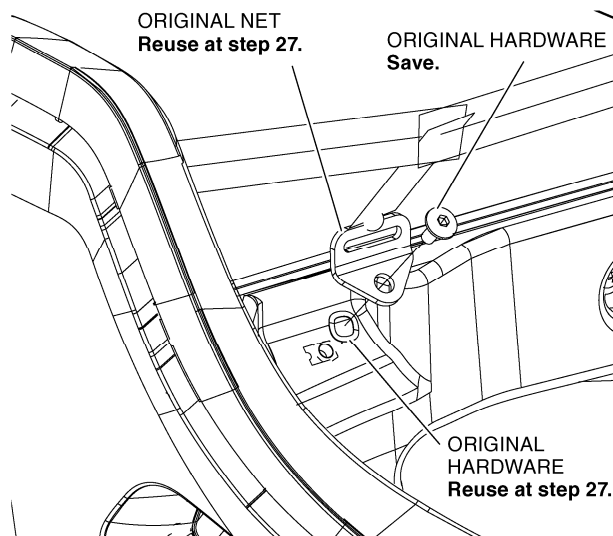 ORIGINAL NET
Reuse at step 27.
ORIGINAL HARDWARE
Save.
ORIGINAL
HARDWARE
Reuse at step 27.